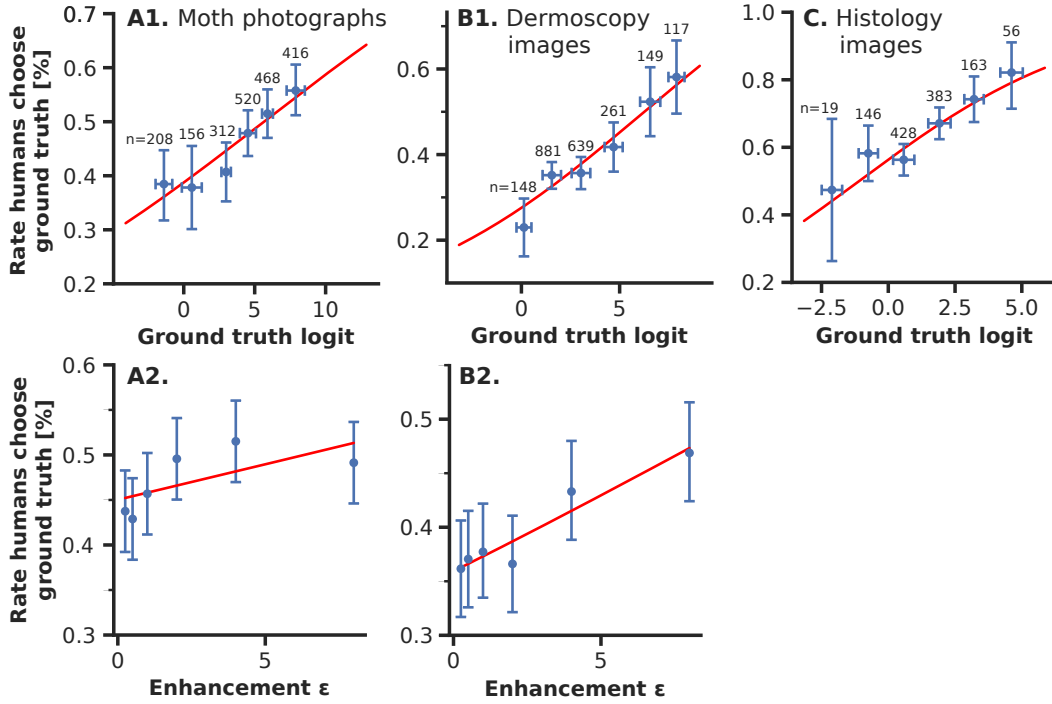 A1. Moth photographs
Rate humans choose
ground truth [%]
0.7
0.6
0.5
0.4
0.3
0.2
n=208
156
312
520
468
416
0
5
10
Ground truth logit
B1. Dermoscopy
images
0.6
0.4
0.2
n=148
881
639
261
149
117
0
5
Ground truth logit
C. Histology
images
1.0
0.8
0.6
0.4
0.2
n=19
146
428
383
163
56
−2.5
0.0
2.5
5.0
Ground truth logit
A2.
Rate humans choose
ground truth [%]
0.6
0.5
0.4
0.3
0
5
Enhancement ε
B2.
0.5
0.4
0.3
0
5
Enhancement ε